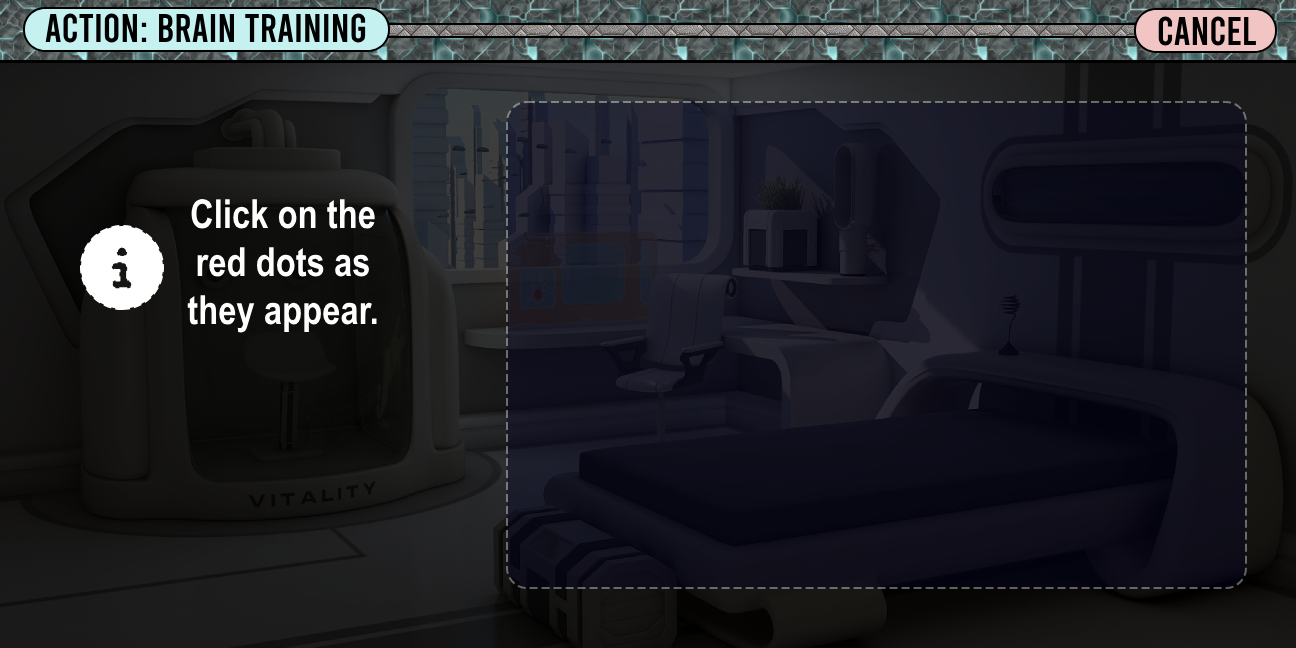 ACTION: BRAIN TRAINING
CANCEL
Click on the
red dots as
they appear.
i
VITALITY